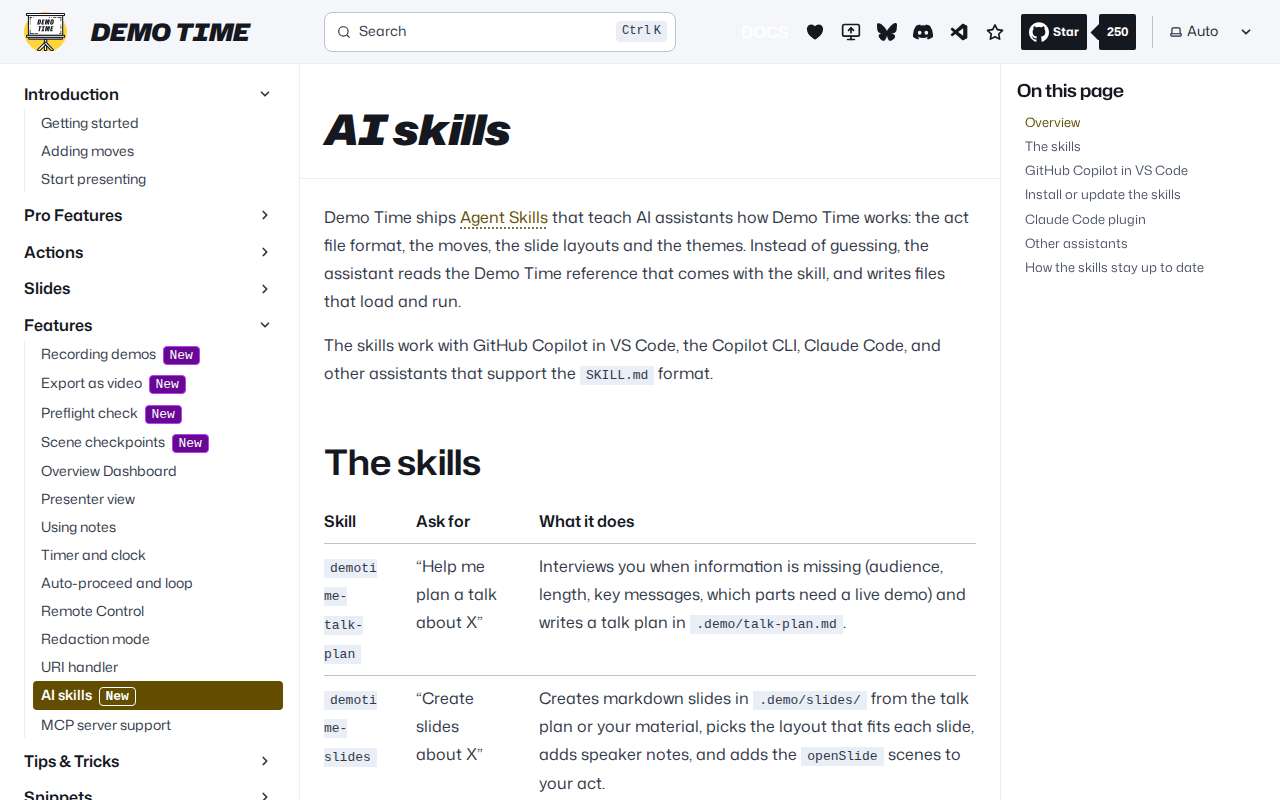 DEMO TIME
DEMO TIME
Search
Ctrl K
DOCS
Star
250
Auto
Introduction
Getting started
Adding moves
Start presenting
Pro Features
Actions
Slides
Features
Recording demos New
Export as video New
Preflight check New
Scene checkpoints New
Overview Dashboard
Presenter view
Using notes
Timer and clock
Auto-proceed and loop
Remote Control
Redaction mode
URI handler
AI skills New
MCP server support
Tips & Tricks
Snippets
AI skills
Demo Time ships Agent Skills that teach AI assistants how Demo Time works: the act
file format, the moves, the slide layouts and the themes. Instead of guessing, the
assistant reads the Demo Time reference that comes with the skill, and writes files
that load and run.
The skills work with GitHub Copilot in VS Code, the Copilot CLI, Claude Code, and
other assistants that support the SKILL.md format.
The skills
Skill Ask for What it does
demoti
me-
talk-
plan
“Help me
plan a talk
about X”
Interviews you when information is missing (audience,
length, key messages, which parts need a live demo) and
writes a talk plan in .demo/talk-plan.md.
demoti
me-
slides
“Create
slides
about X”
Creates markdown slides in .demo/slides/ from the talk
plan or your material, picks the layout that fits each slide,
adds speaker notes, and adds the openSlide scenes to
your act.
On this page
Overview
The skills
GitHub Copilot in VS Code
Install or update the skills
Claude Code plugin
Other assistants
How the skills stay up to date